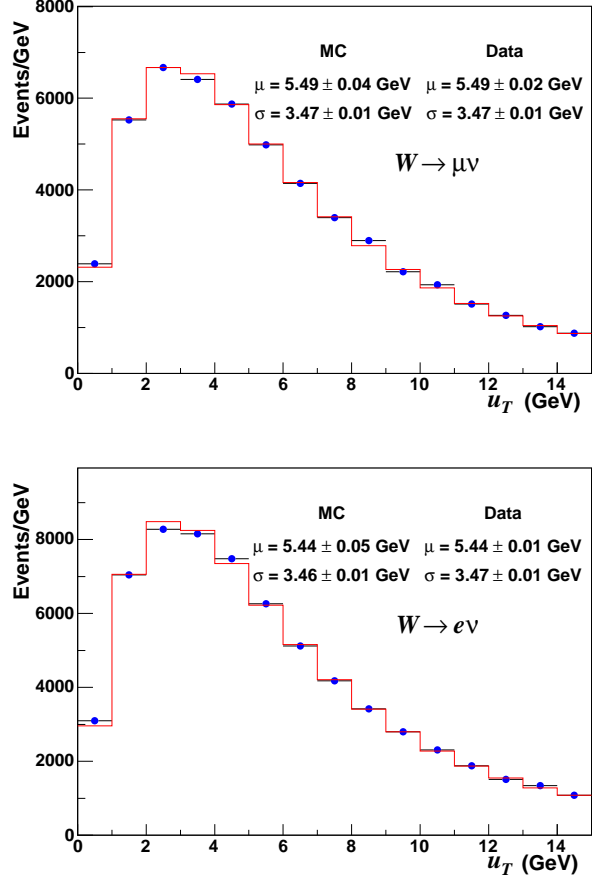 Events/GeV
8000
6000
4000
2000
0
MC Data
μ = 5.49 ± 0.04 GeV μ = 5.49 ± 0.02 GeV
σ = 3.47 ± 0.01 GeV σ = 3.47 ± 0.01 GeV
W → μν
0 2 4 6 8 10 12 14
u_T (GeV)
Events/GeV
8000
6000
4000
2000
0
MC Data
μ = 5.44 ± 0.05 GeV μ = 5.44 ± 0.01 GeV
σ = 3.46 ± 0.01 GeV σ = 3.47 ± 0.01 GeV
W → eν
0 2 4 6 8 10 12 14
u_T (GeV)